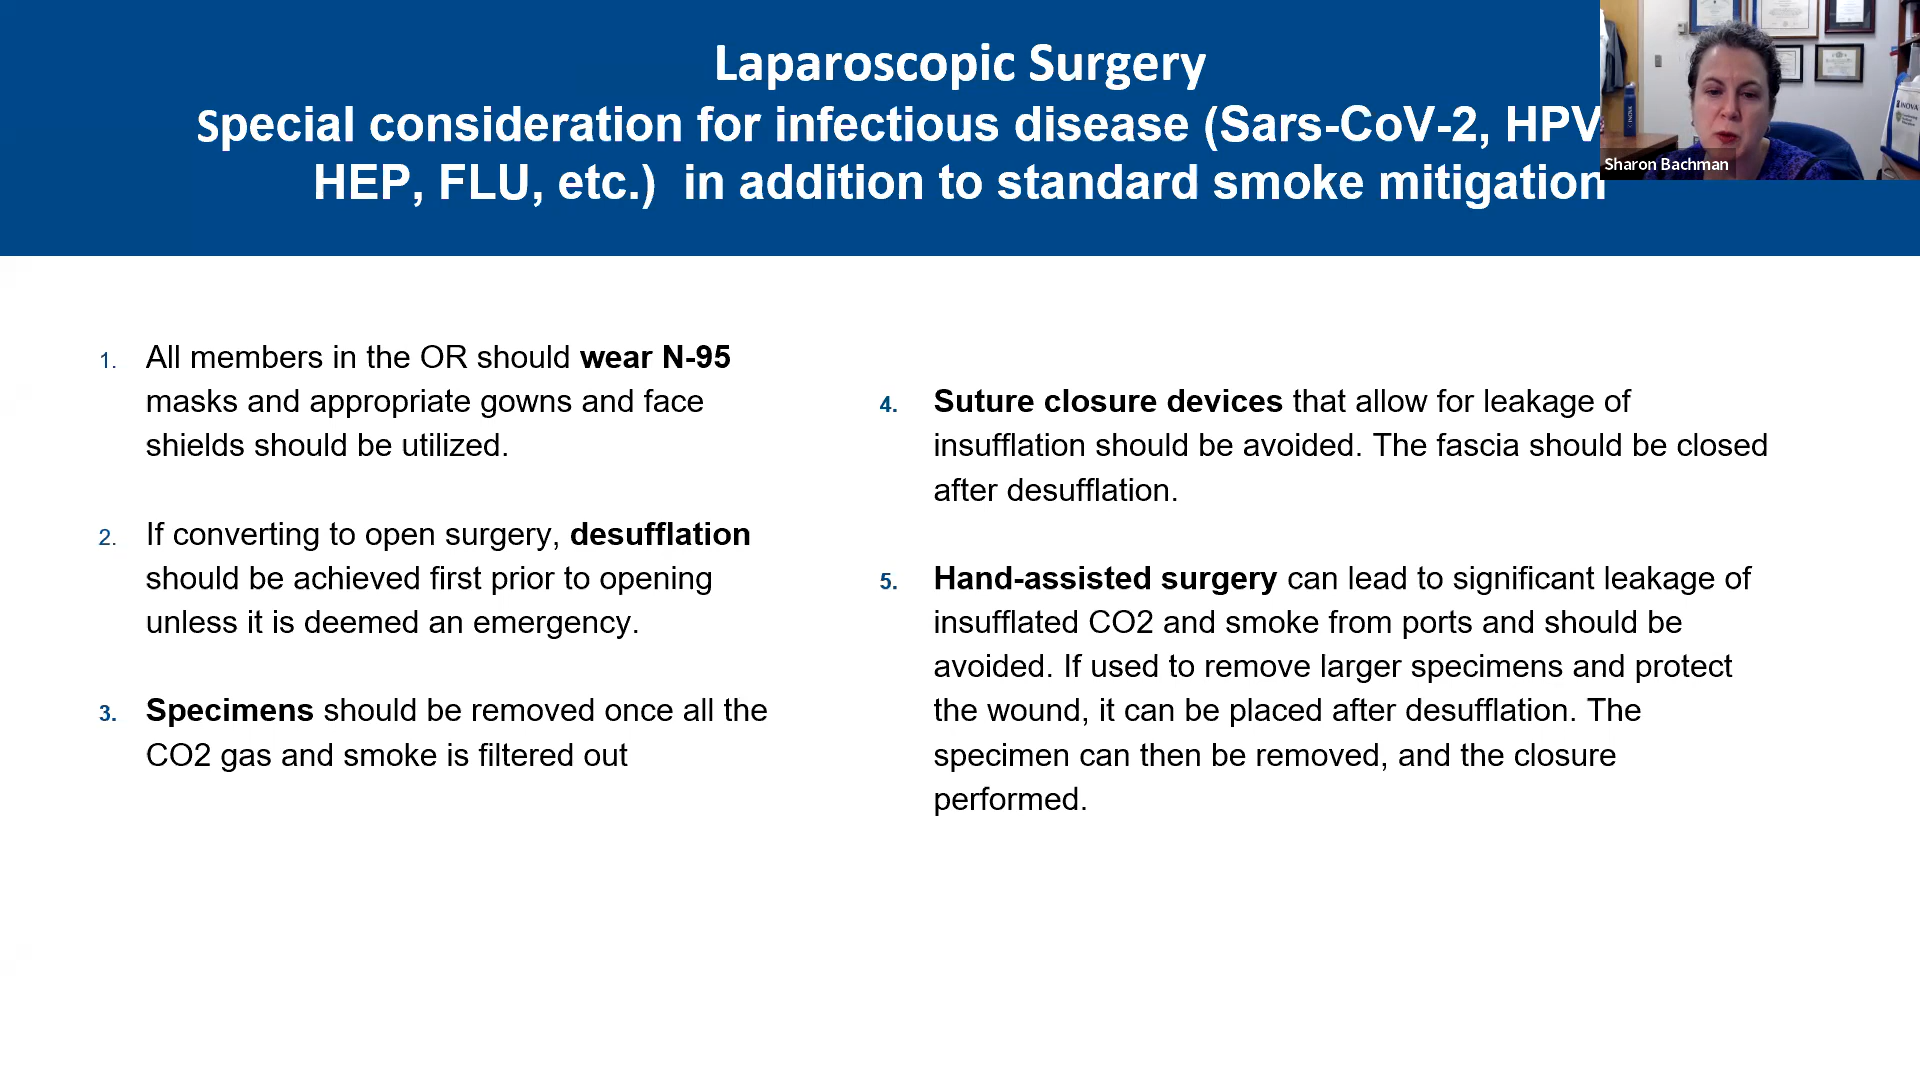 Laparoscopic Surgery
Special consideration for infectious disease (Sars-CoV-2, HPV
HEP, FLU, etc.)  in addition to standard smoke mitigation
INOVA
Sharon Bachman
1. All members in the OR should wear N-95
masks and appropriate gowns and face
shields should be utilized.
2. If converting to open surgery, desufflation
should be achieved first prior to opening
unless it is deemed an emergency.
3. Specimens should be removed once all the
CO2 gas and smoke is filtered out
4. Suture closure devices that allow for leakage of
insufflation should be avoided. The fascia should be closed
after desufflation.
5. Hand-assisted surgery can lead to significant leakage of
insufflated CO2 and smoke from ports and should be
avoided. If used to remove larger specimens and protect
the wound, it can be placed after desufflation. The
specimen can then be removed, and the closure
performed.